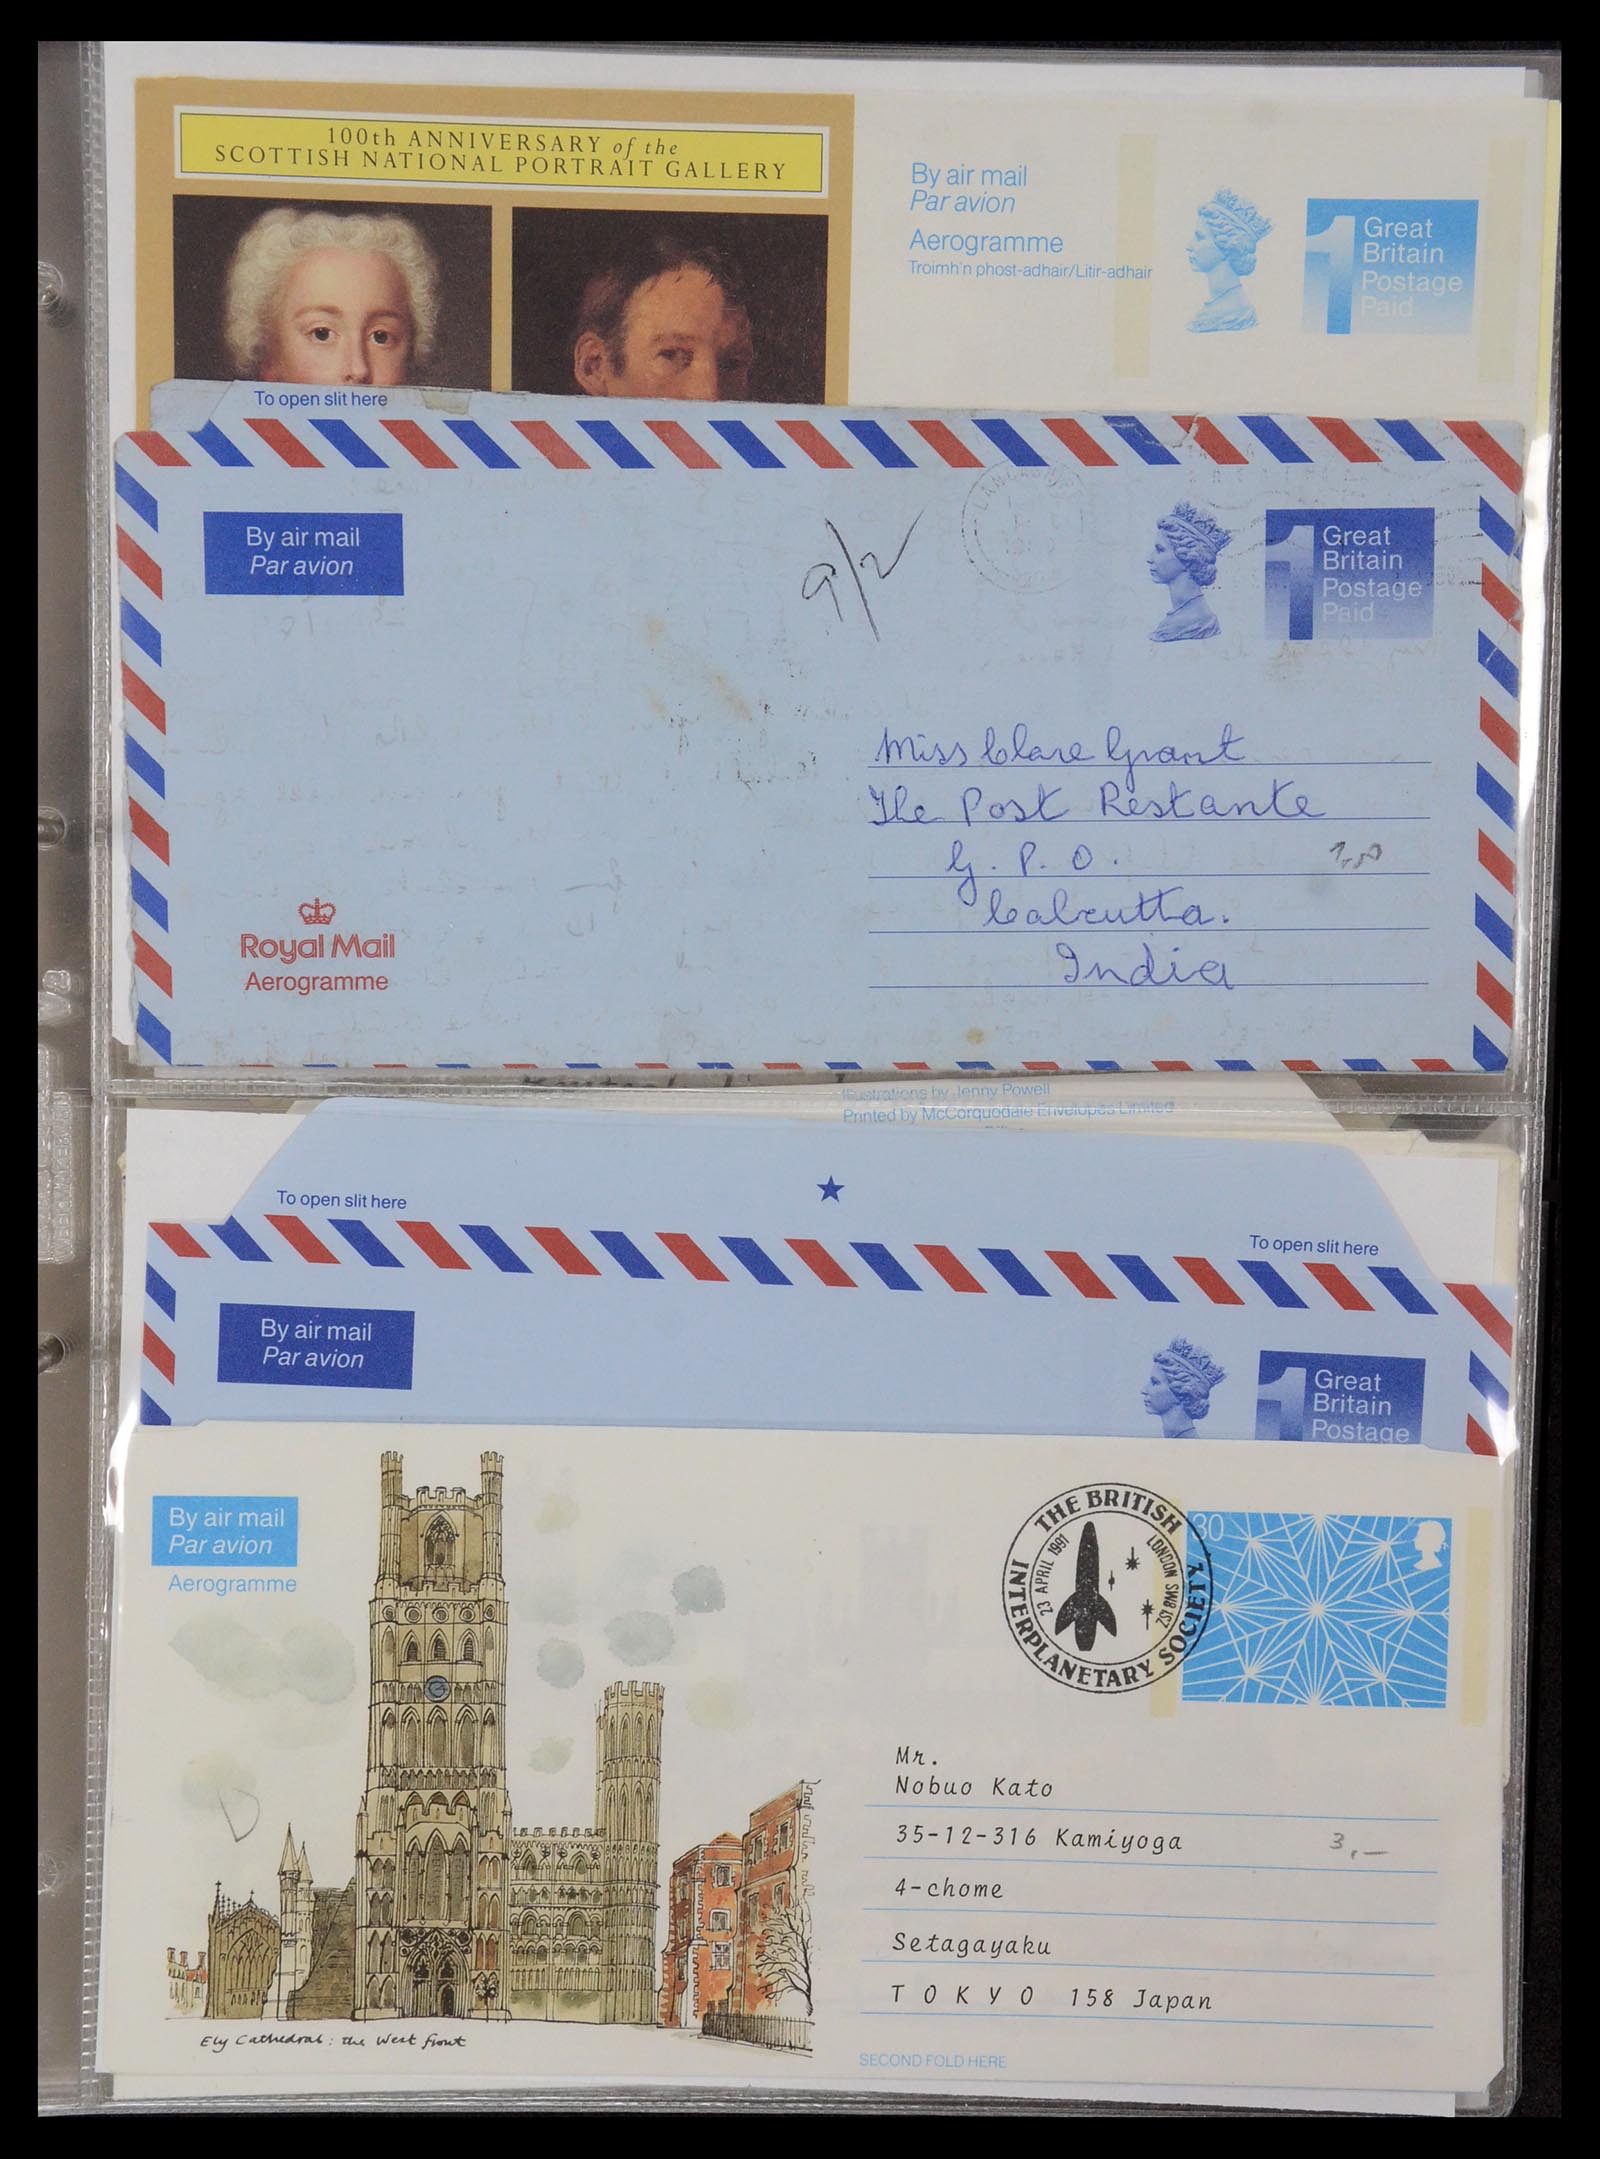 100th ANNIVERSARY of the
SCOTTISH NATIONAL PORTRAIT GALLERY
By air mail
Par avion
Aerogramme
Troimh'n phost-adhair/Litir-adhair
1 Great
Britain
Postage
Paid
To open slit here
By air mail
Par avion
9/2
1 Great
Britain
Postage
Paid
Miss Clare Grant
The Post Restante
G. P. O.
Calcutta.
India
Royal Mail
Aerogramme
Illustrations by Jenny Powell
Printed by McCorquodale Envelopes Limited
To open slit here
To open slit here
By air mail
Par avion
1 Great
Britain
Postage
By air mail
Par avion
Aerogramme
THE BRITISH
INTERPLANETARY SOCIETY
23 APRIL 1991
LONDON SW8 1SZ
30
Mr.
Nobuo Kato
35-12-316 Kamiyoga
3,-
4-chome
Setagayaku
TOKYO 158 Japan
D
Ely Cathedral: the West front
SECOND FOLD HERE